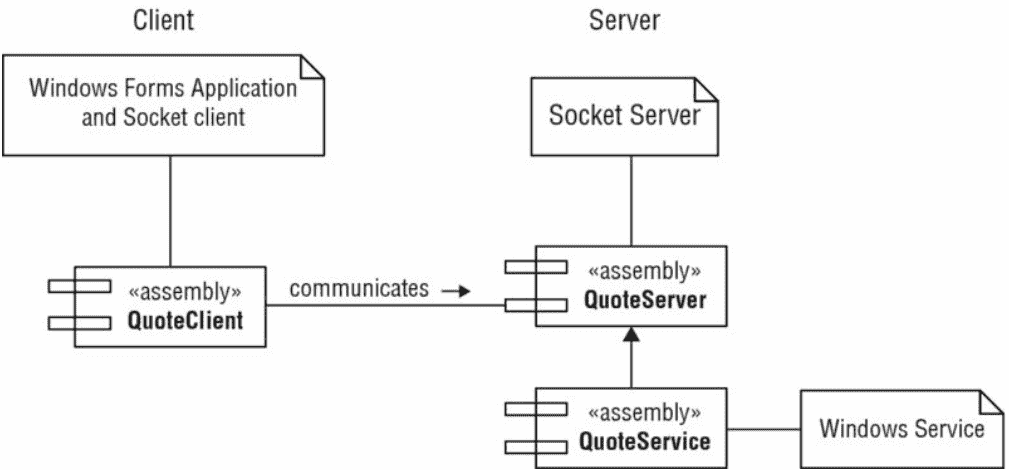 Client
Server
Windows Forms Application
and Socket client
Socket Server
«assembly»
QuoteClient
communicates →
«assembly»
QuoteServer
«assembly»
QuoteService
Windows Service